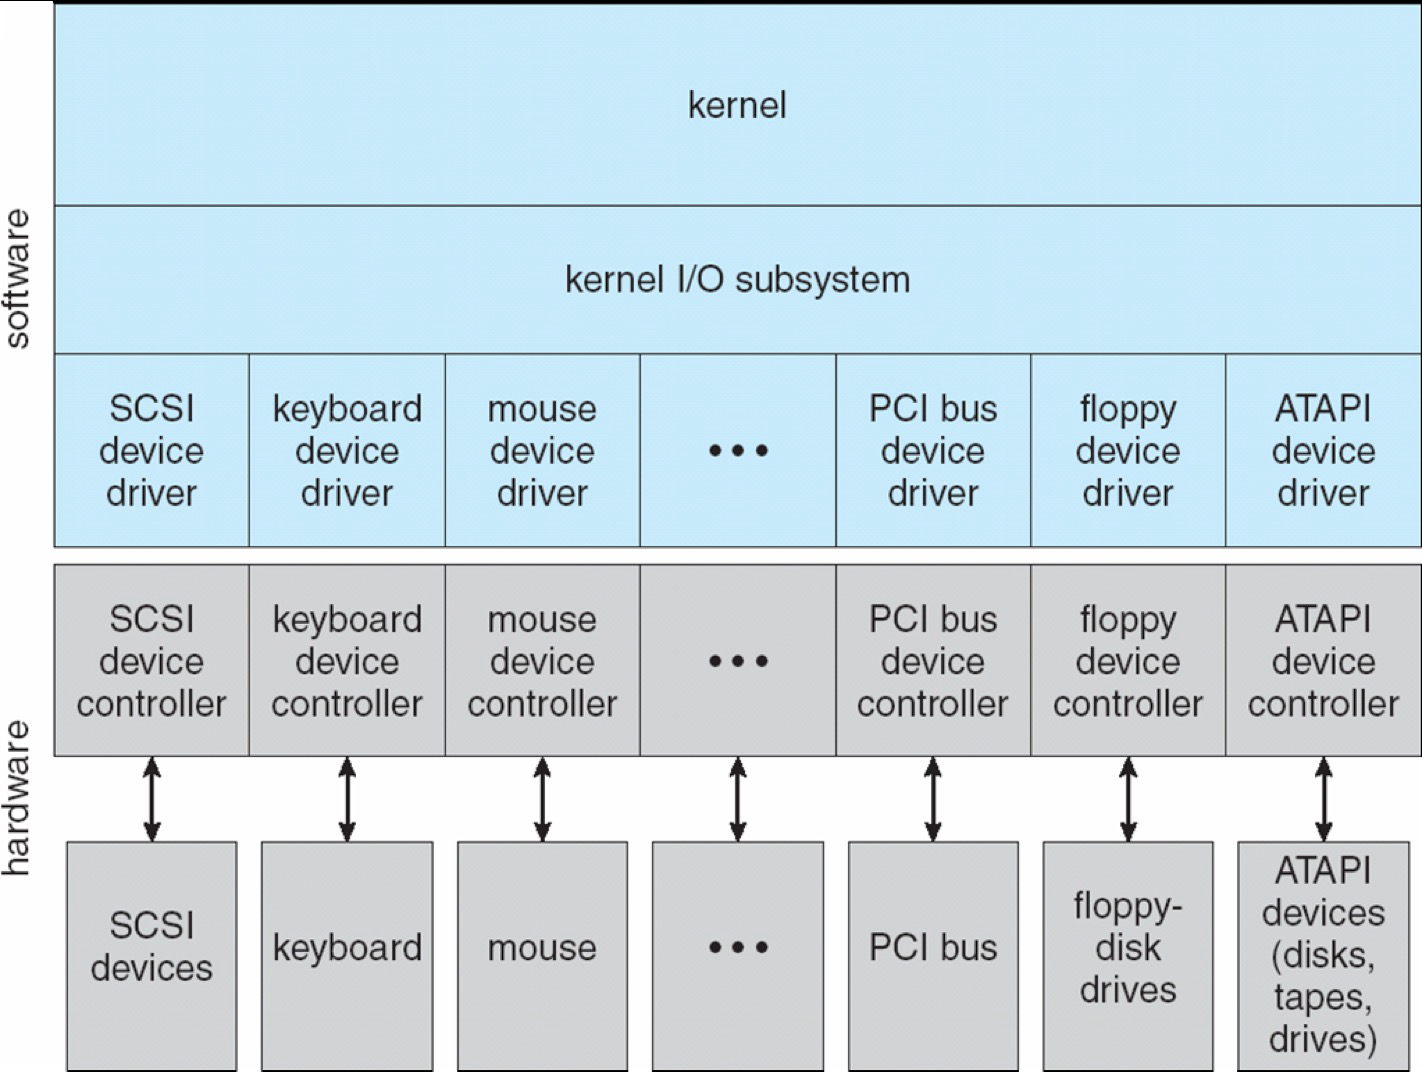 software
kernel
kernel I/O subsystem
SCSI
device
driver
keyboard
device
driver
mouse
device
driver
•••
PCI bus
device
driver
floppy
device
driver
ATAPI
device
driver
hardware
SCSI
device
controller
keyboard
device
controller
mouse
device
controller
•••
PCI bus
device
controller
floppy
device
controller
ATAPI
device
controller
SCSI
devices
keyboard
mouse
•••
PCI bus
floppy-
disk
drives
ATAPI
devices
(disks,
tapes,
drives)